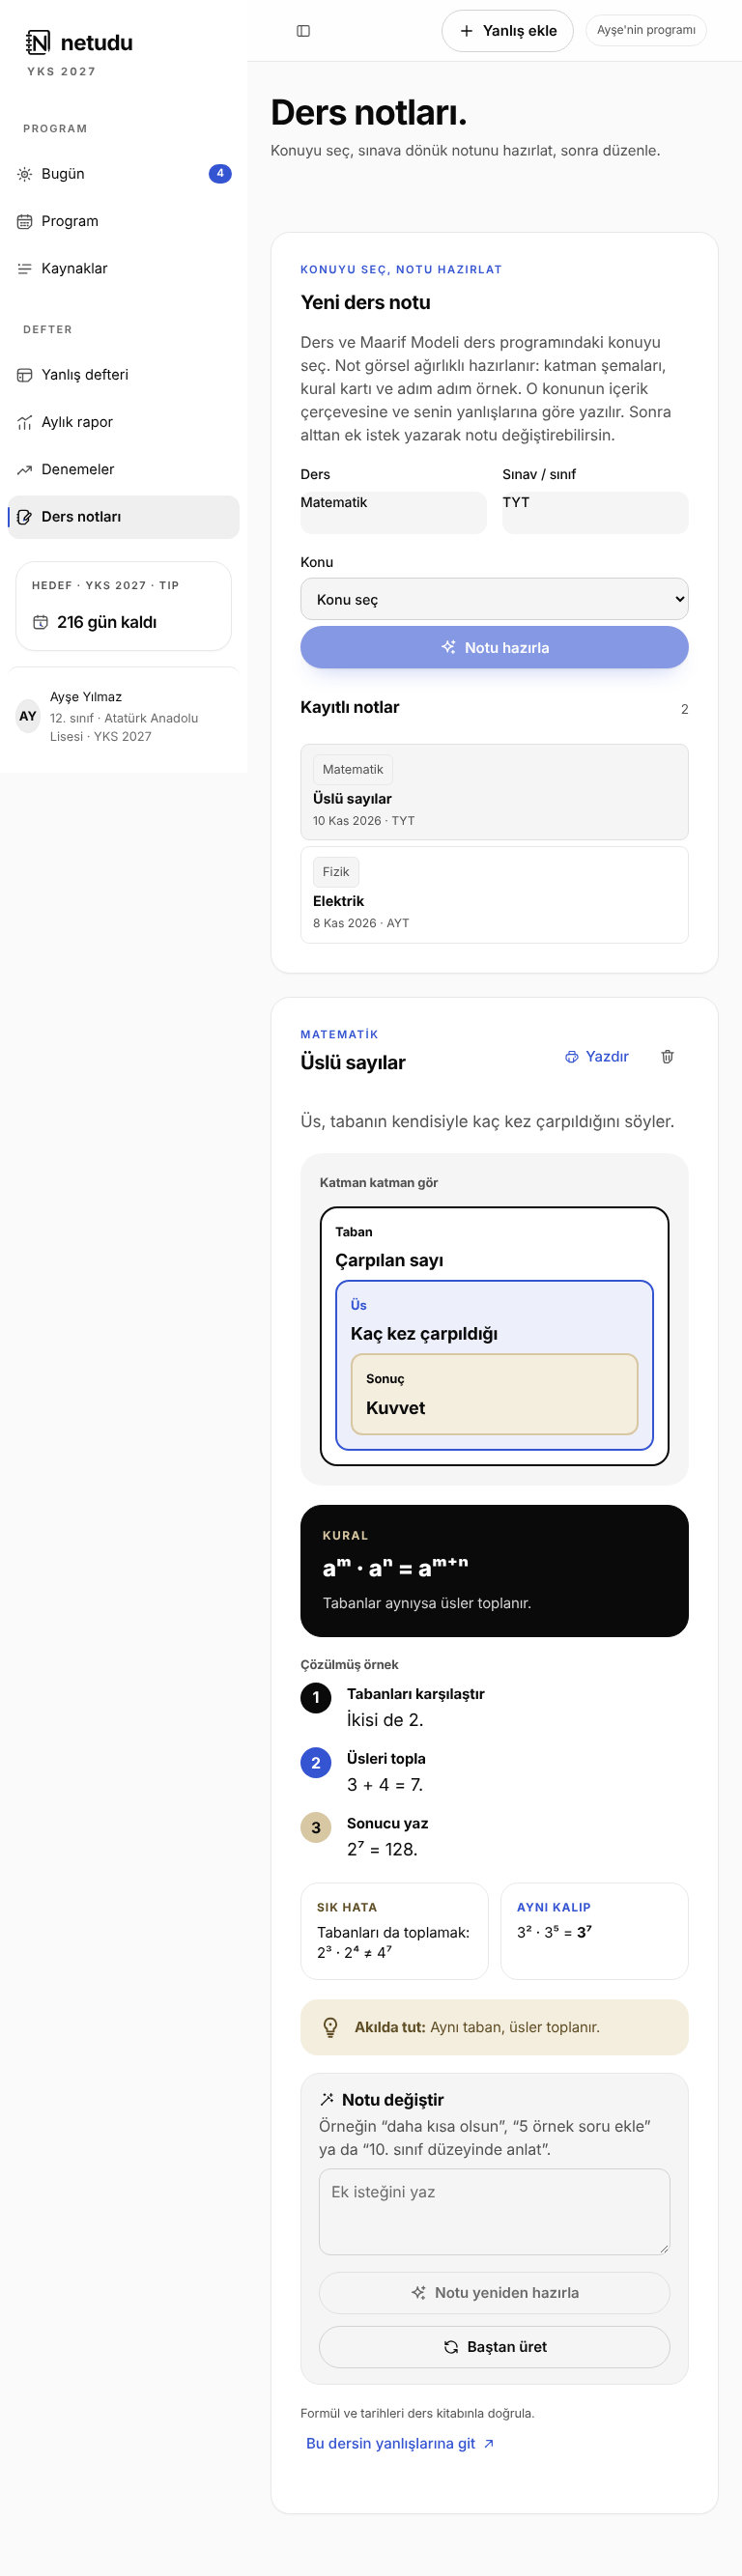 netudu
YKS 2027
PROGRAM
Bugün 4
Program
Kaynaklar
DEFTER
Yanlış defteri
Aylık rapor
Denemeler
Ders notları
HEDEF · YKS 2027 · TIP
216 gün kaldı
AY
Ayşe Yılmaz
12. sınıf · Atatürk Anadolu
Lisesi · YKS 2027
Yanlış ekle
Ayşe'nin programı
Ders notları.
Konuyu seç, sınava dönük notunu hazırlat, sonra düzenle.
KONUYU SEÇ, NOTU HAZIRLAT
Yeni ders notu
Ders ve Maarif Modeli ders programındaki konuyu
seç. Not görsel ağırlıklı hazırlanır: katman şemaları,
kural kartı ve adım adım örnek. O konunun içerik
çerçevesine ve senin yanlışlarına göre yazılır. Sonra
alttan ek istek yazarak notu değiştirebilirsin.
Ders Sınav / sınıf
Matematik TYT
Konu
Konu seç
Notu hazırla
Kayıtlı notlar 2
Matematik
Üslü sayılar
10 Kas 2026 · TYT
Fizik
Elektrik
8 Kas 2026 · AYT
MATEMATİK
Üslü sayılar
Yazdır
Üs, tabanın kendisiyle kaç kez çarpıldığını söyler.
Katman katman gör
Taban
Çarpılan sayı
Üs
Kaç kez çarpıldığı
Sonuç
Kuvvet
KURAL
aᵐ · aⁿ = aᵐ⁺ⁿ
Tabanlar aynıysa üsler toplanır.
Çözülmüş örnek
1 Tabanları karşılaştır
İkisi de 2.
2 Üsleri topla
3 + 4 = 7.
3 Sonucu yaz
2⁷ = 128.
SIK HATA
Tabanları da toplamak:
2³ · 2⁴ ≠ 4⁷
AYNI KALIP
3² · 3⁵ = 3⁷
Akılda tut: Aynı taban, üsler toplanır.
Notu değiştir
Örneğin “daha kısa olsun”, “5 örnek soru ekle”
ya da “10. sınıf düzeyinde anlat”.
Ek isteğini yaz
Notu yeniden hazırla
Baştan üret
Formül ve tarihleri ders kitabınla doğrula.
Bu dersin yanlışlarına git